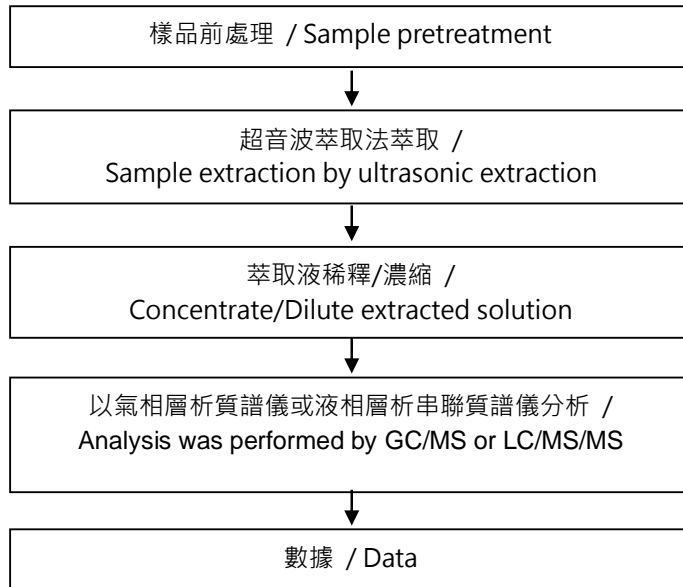 樣品前處理 / Sample pretreatment
超音波萃取法萃取 /
Sample extraction by ultrasonic extraction
萃取液稀釋/濃縮 /
Concentrate/Dilute extracted solution
以氣相層析質譜儀或液相層析串聯質譜儀分析 /
Analysis was performed by GC/MS or LC/MS/MS
數據 / Data